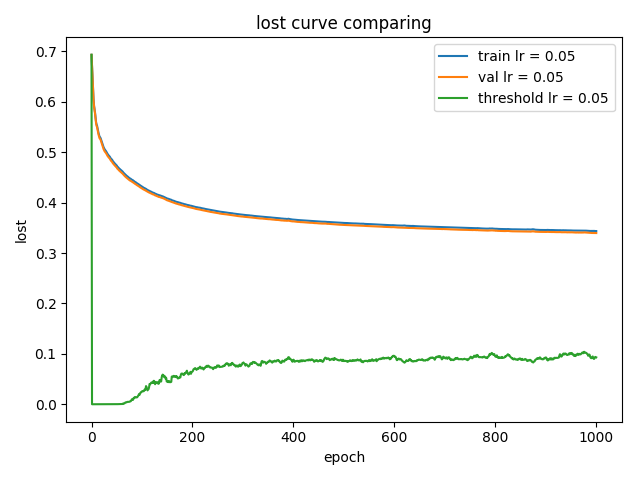 lost curve comparing
train lr = 0.05
val lr = 0.05
threshold lr = 0.05
lost
0.7
0.6
0.5
0.4
0.3
0.2
0.1
0.0
0 200 400 600 800 1000
epoch